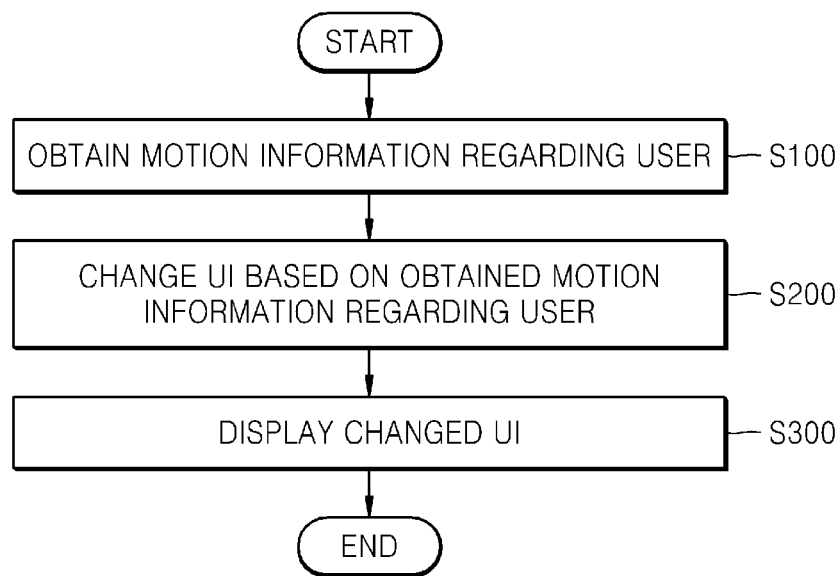 START
OBTAIN MOTION INFORMATION REGARDING USER
S100
CHANGE UI BASED ON OBTAINED MOTION
INFORMATION REGARDING USER
S200
DISPLAY CHANGED UI
S300
END